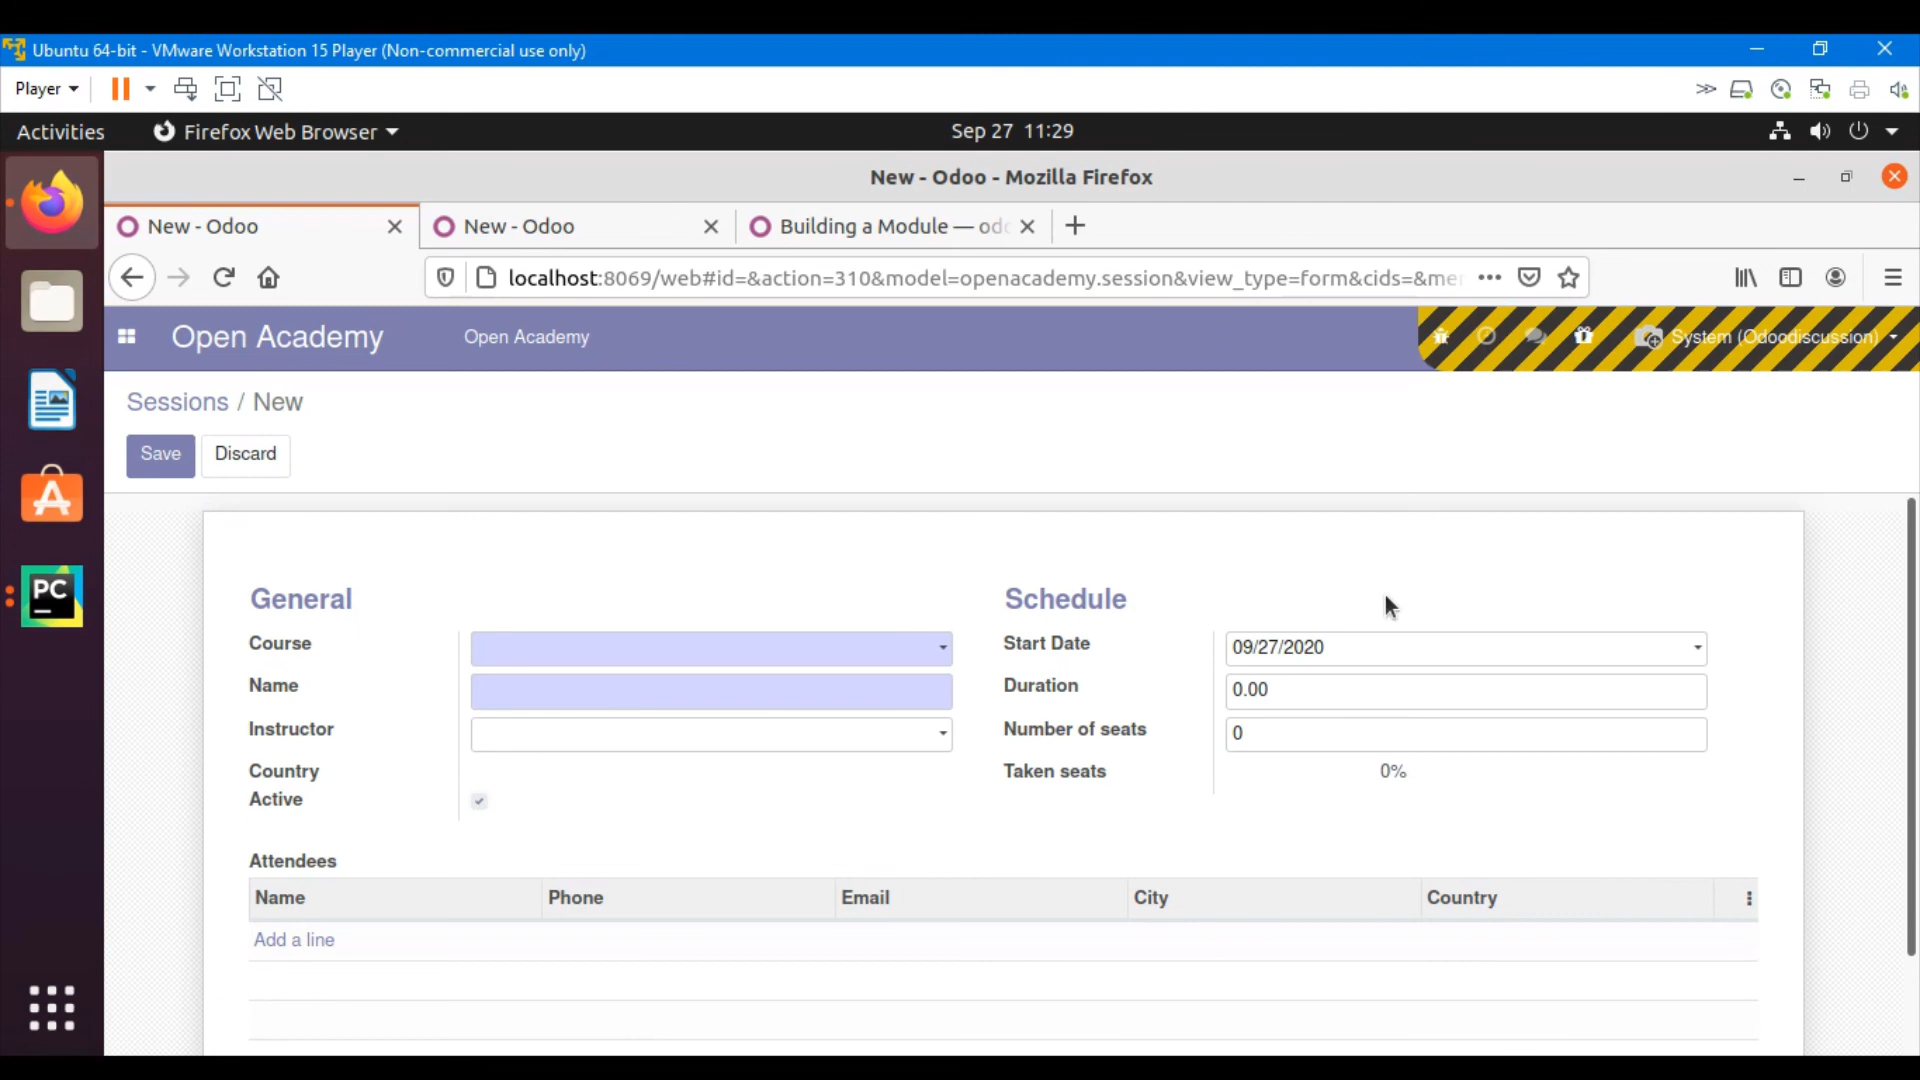 Ubuntu 64-bit - VMware Workstation 15 Player (Non-commercial use only)
Player
Activities
Firefox Web Browser
Sep 27 11:29
New - Odoo - Mozilla Firefox
New - Odoo
New - Odoo
Building a Module — odo
localhost:8069/web#id=&action=310&model=openacademy.session&view_type=form&cids=&me
Open Academy
Open Academy
System (Odoodiscussion)
Sessions / New
Save
Discard
General
Schedule
Course
Start Date
09/27/2020
Name
Duration
0.00
Instructor
Number of seats
0
Country
Taken seats
0%
Active
Attendees
Name
Phone
Email
City
Country
Add a line
PC